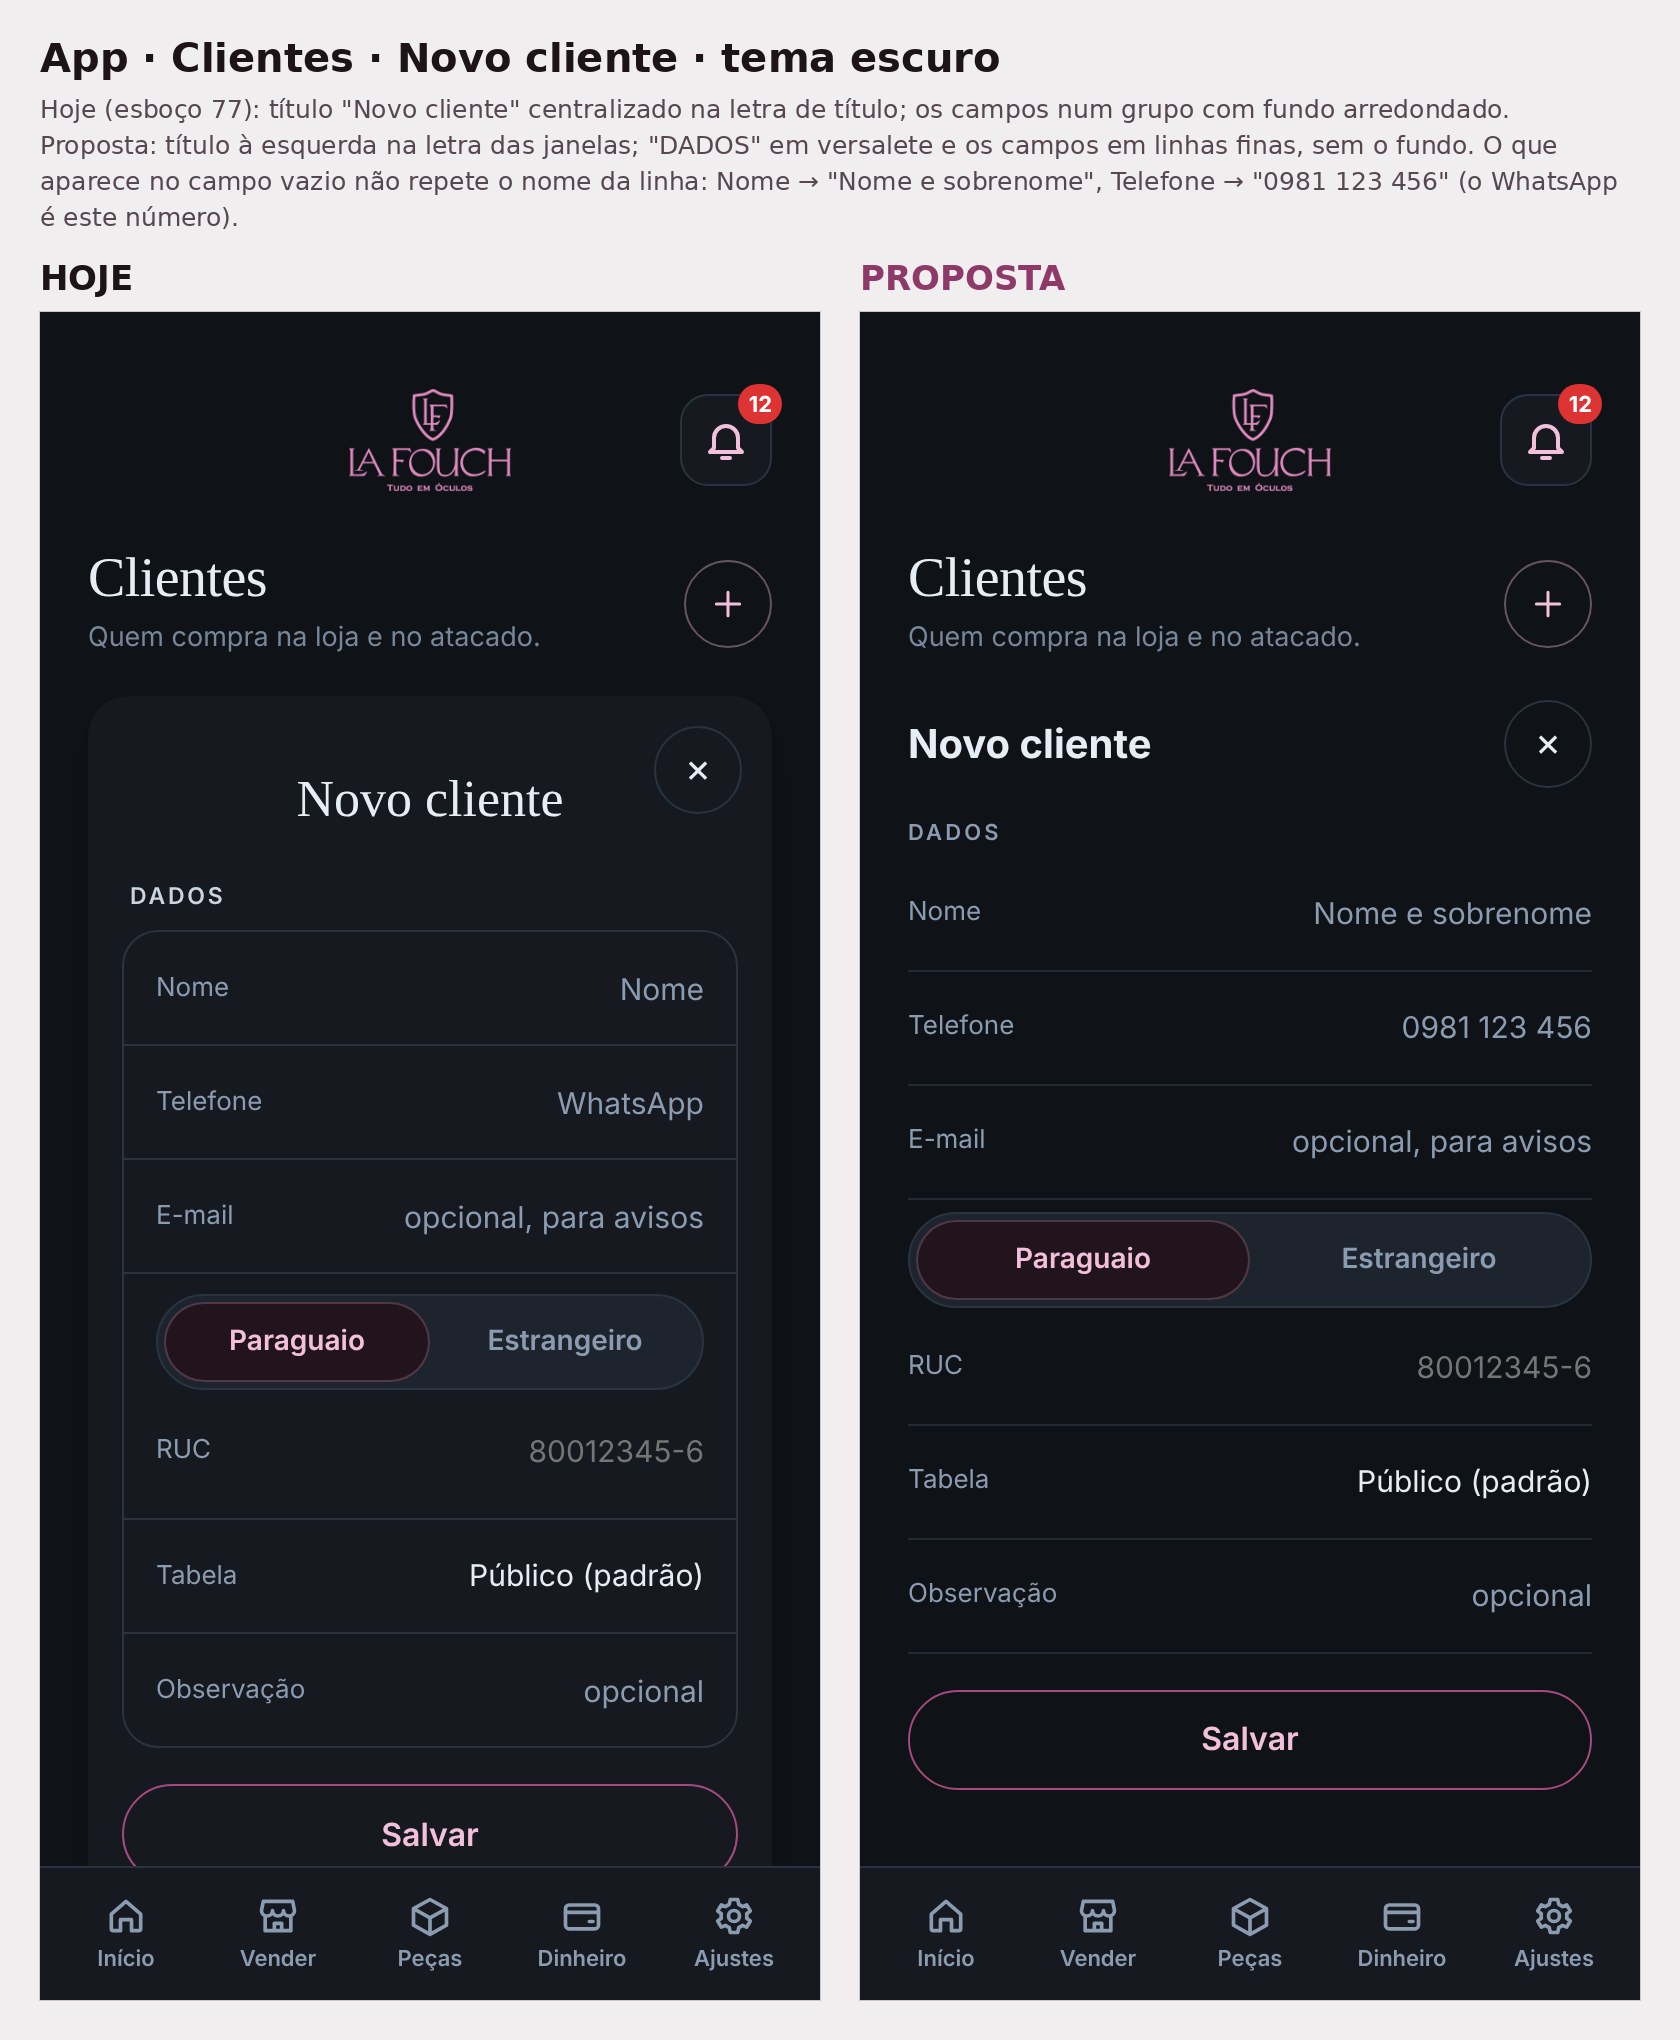 App · Clientes · Novo cliente · tema escuro
Hoje (esboço 77): título "Novo cliente" centralizado na letra de título; os campos num grupo com fundo arredondado.
Proposta: título à esquerda na letra das janelas; "DADOS" em versalete e os campos em linhas finas, sem o fundo. O que
aparece no campo vazio não repete o nome da linha: Nome → "Nome e sobrenome", Telefone → "0981 123 456" (o WhatsApp
é este número).
HOJE
LF
LA FOUCH
TUDO EM ÓCULOS
12
Clientes
Quem compra na loja e no atacado.
+
Novo cliente
×
DADOS
Nome Nome
Telefone WhatsApp
E-mail opcional, para avisos
Paraguaio Estrangeiro
RUC 80012345-6
Tabela Público (padrão)
Observação opcional
Salvar
Início Vender Peças Dinheiro Ajustes
PROPOSTA
LF
LA FOUCH
TUDO EM ÓCULOS
12
Clientes
Quem compra na loja e no atacado.
+
Novo cliente
×
DADOS
Nome Nome e sobrenome
Telefone 0981 123 456
E-mail opcional, para avisos
Paraguaio Estrangeiro
RUC 80012345-6
Tabela Público (padrão)
Observação opcional
Salvar
Início Vender Peças Dinheiro Ajustes